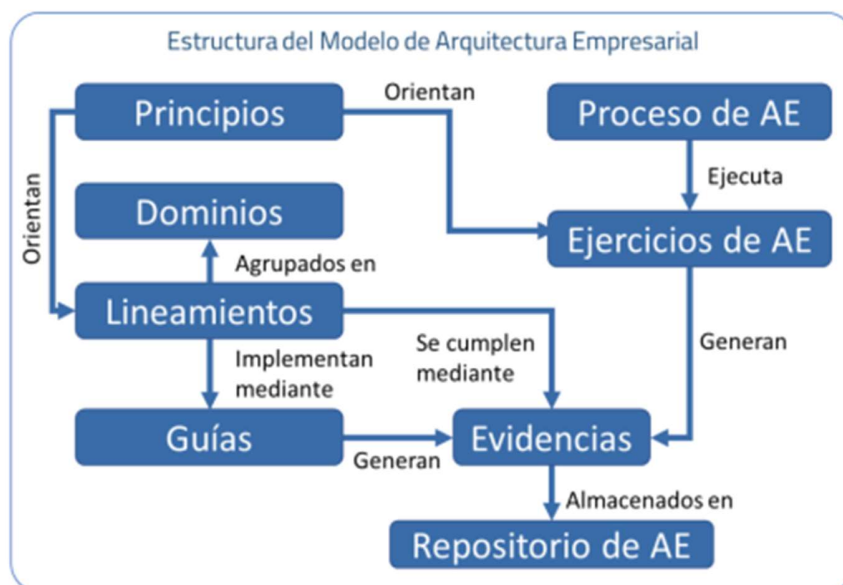 Estructura del Modelo de Arquitectura Empresarial
Principios
Orientan
Proceso de AE
Ejecuta
Orientan
Dominios
Ejercicios de AE
Agrupados en
Lineamientos
Implementan
mediante
Se cumplen
mediante
Generan
Guías
Generan
Evidencias
Almacenados en
Repositorio de AE